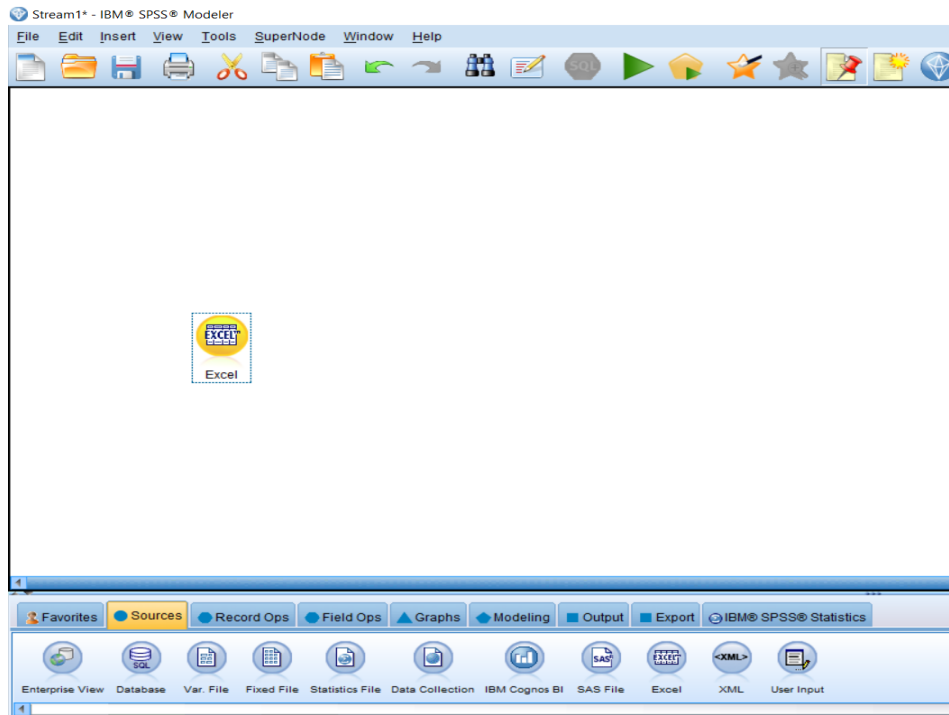 Stream1* - IBM® SPSS® Modeler
File Edit Insert View Tools SuperNode Window Help
SQL
EXCEL
Excel
Favorites Sources Record Ops Field Ops Graphs Modeling Output Export IBM® SPSS® Statistics
SQL SAS EXCEL <XML>
Enterprise View Database Var. File Fixed File Statistics File Data Collection IBM Cognos BI SAS File Excel XML User Input